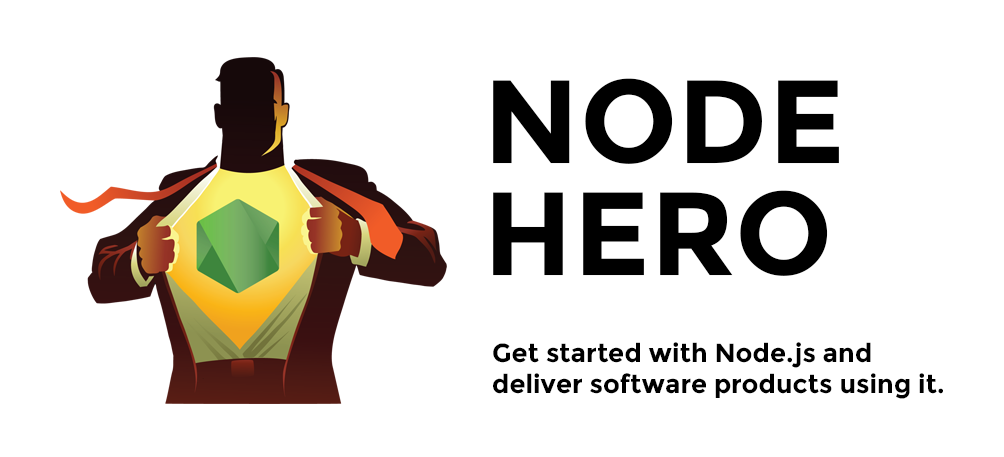 NODE
HERO
Get started with Node.js and
deliver software products using it.